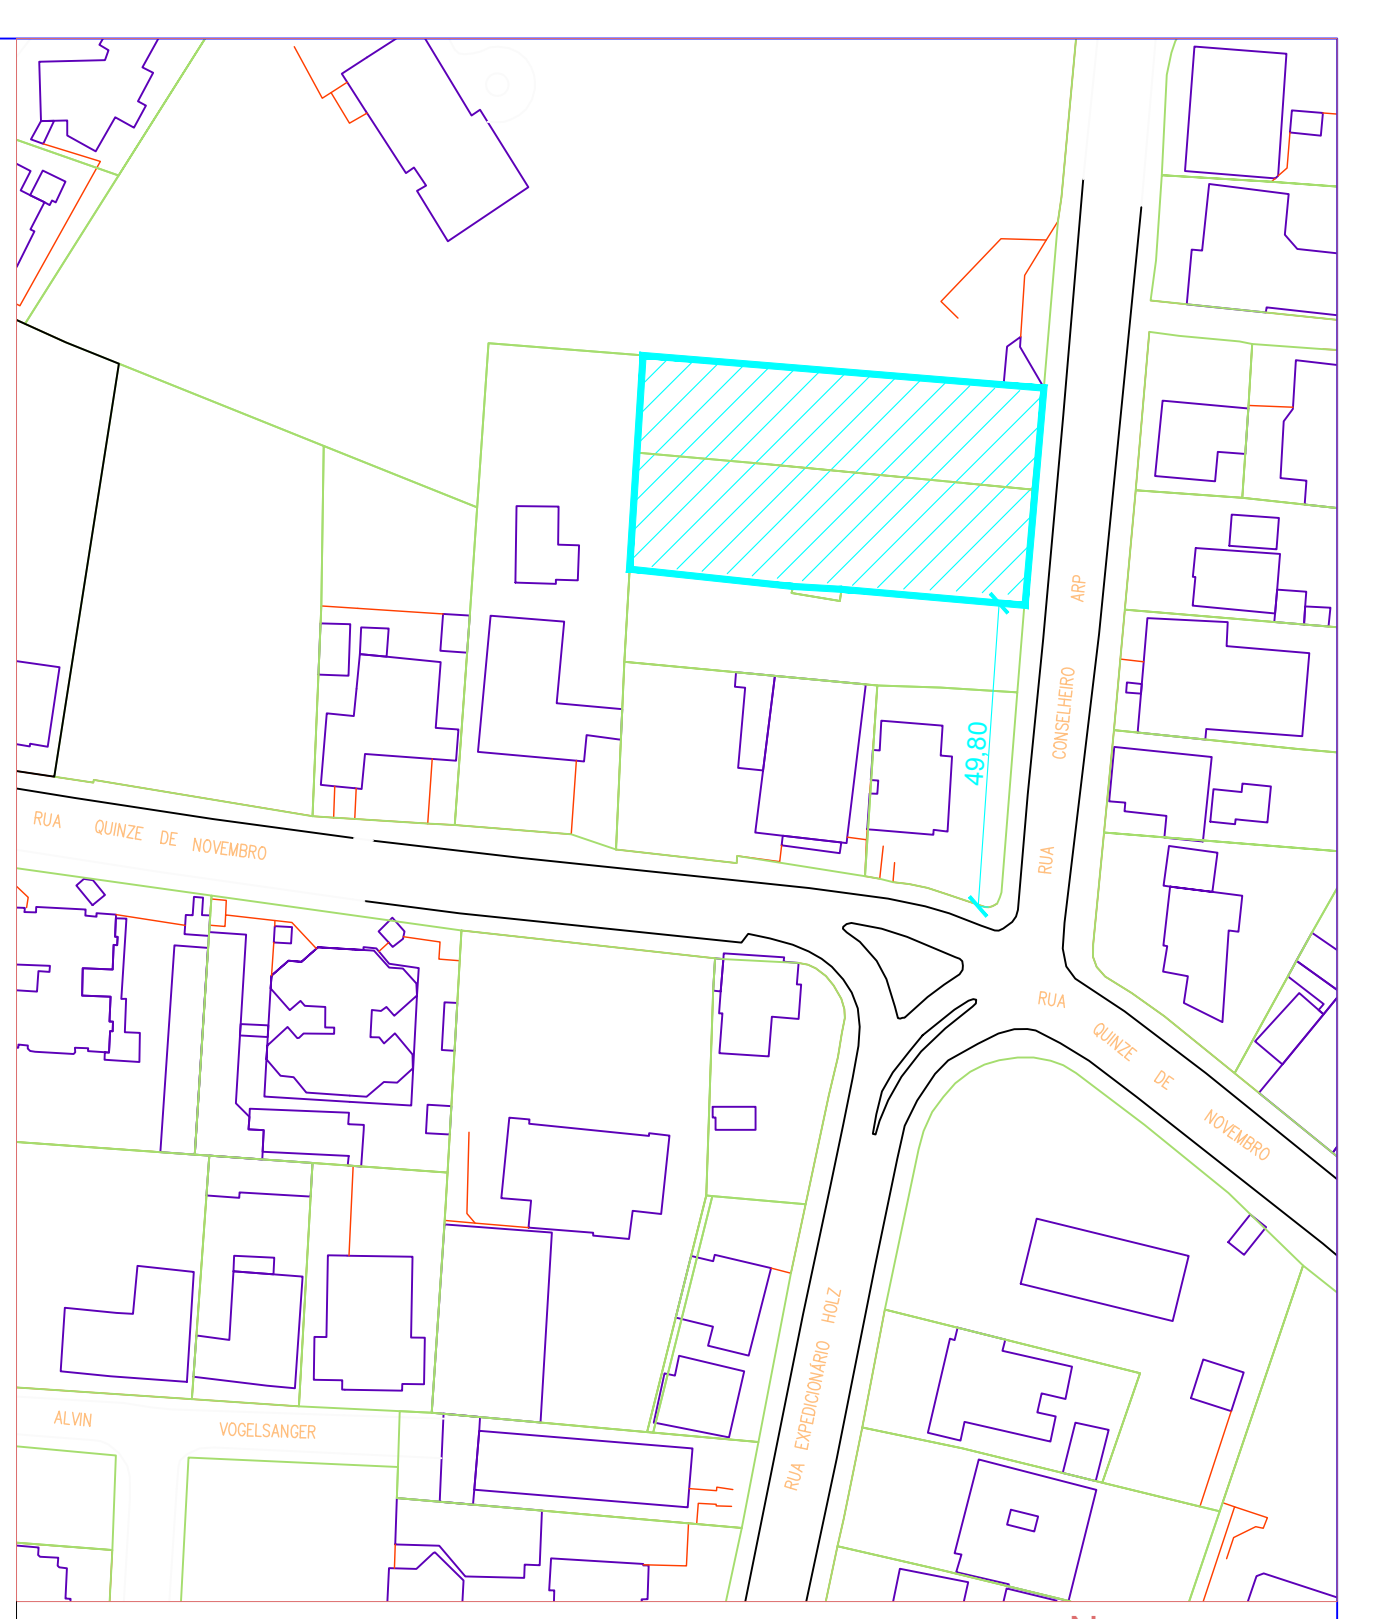 ARP
CONSELHEIRO
RUA
49,80
RUA QUINZE DE NOVEMBRO
RUA
QUINZE
DE
NOVEMBRO
RUA EXPEDICIONÁRIO HOLZ
ALVIN VOGELSANGER